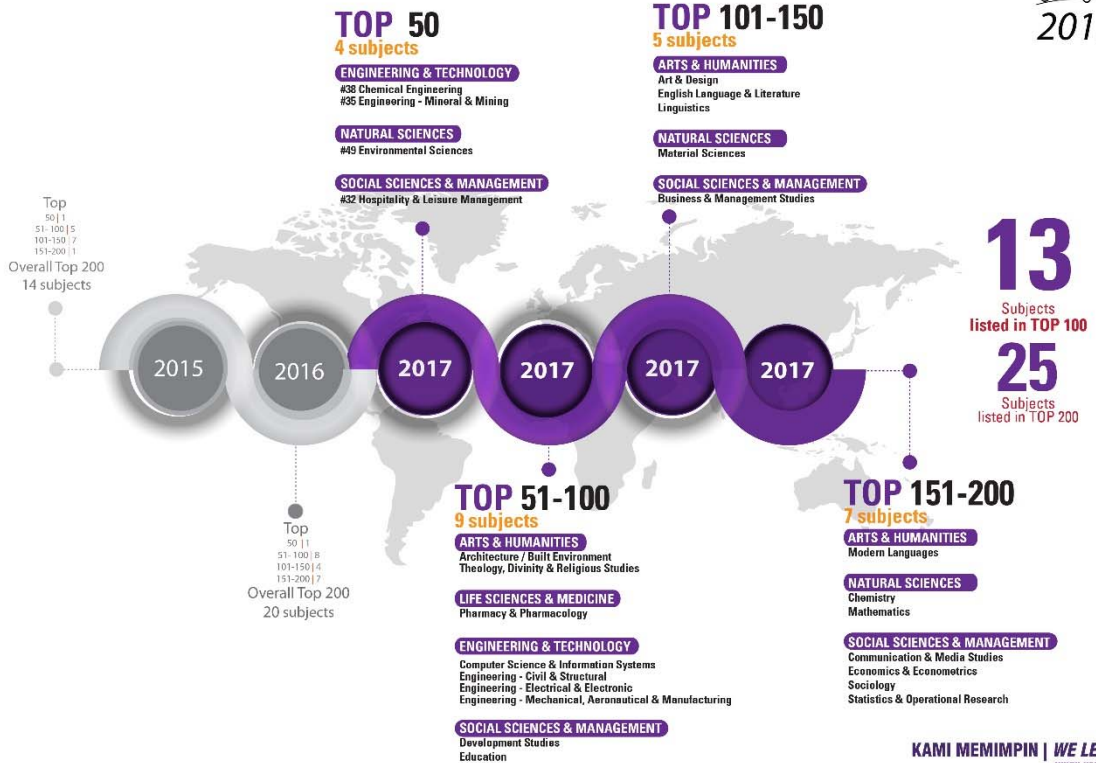 TOP 50
4 subjects
ENGINEERING & TECHNOLOGY
#38 Chemical Engineering
#35 Engineering - Mineral & Mining
NATURAL SCIENCES
#49 Environmental Sciences
SOCIAL SCIENCES & MANAGEMENT
#32 Hospitality & Leisure Management
TOP 101-150
5 subjects
ARTS & HUMANITIES
Art & Design
English Language & Literature
Linguistics
NATURAL SCIENCES
Material Sciences
SOCIAL SCIENCES & MANAGEMENT
Business & Management Studies
201
Top
50 | 1
51- 100 | 5
101-150 | 7
151-200 | 1
Overall Top 200
14 subjects
13
Subjects
listed in TOP 100
25
Subjects
listed in TOP 200
2015
2016
2017
2017
2017
2017
Top
50 | 1
51- 100 | 8
101-150 | 4
151-200 | 7
Overall Top 200
20 subjects
TOP 51-100
9 subjects
ARTS & HUMANITIES
Architecture / Built Environment
Theology, Divinity & Religious Studies
LIFE SCIENCES & MEDICINE
Pharmacy & Pharmacology
ENGINEERING & TECHNOLOGY
Computer Science & Information Systems
Engineering - Civil & Structural
Engineering - Electrical & Electronic
Engineering - Mechanical, Aeronautical & Manufacturing
SOCIAL SCIENCES & MANAGEMENT
Development Studies
Education
TOP 151-200
7 subjects
ARTS & HUMANITIES
Modern Languages
NATURAL SCIENCES
Chemistry
Mathematics
SOCIAL SCIENCES & MANAGEMENT
Communication & Media Studies
Economics & Econometrics
Sociology
Statistics & Operational Research
KAMI MEMIMPIN | WE LE